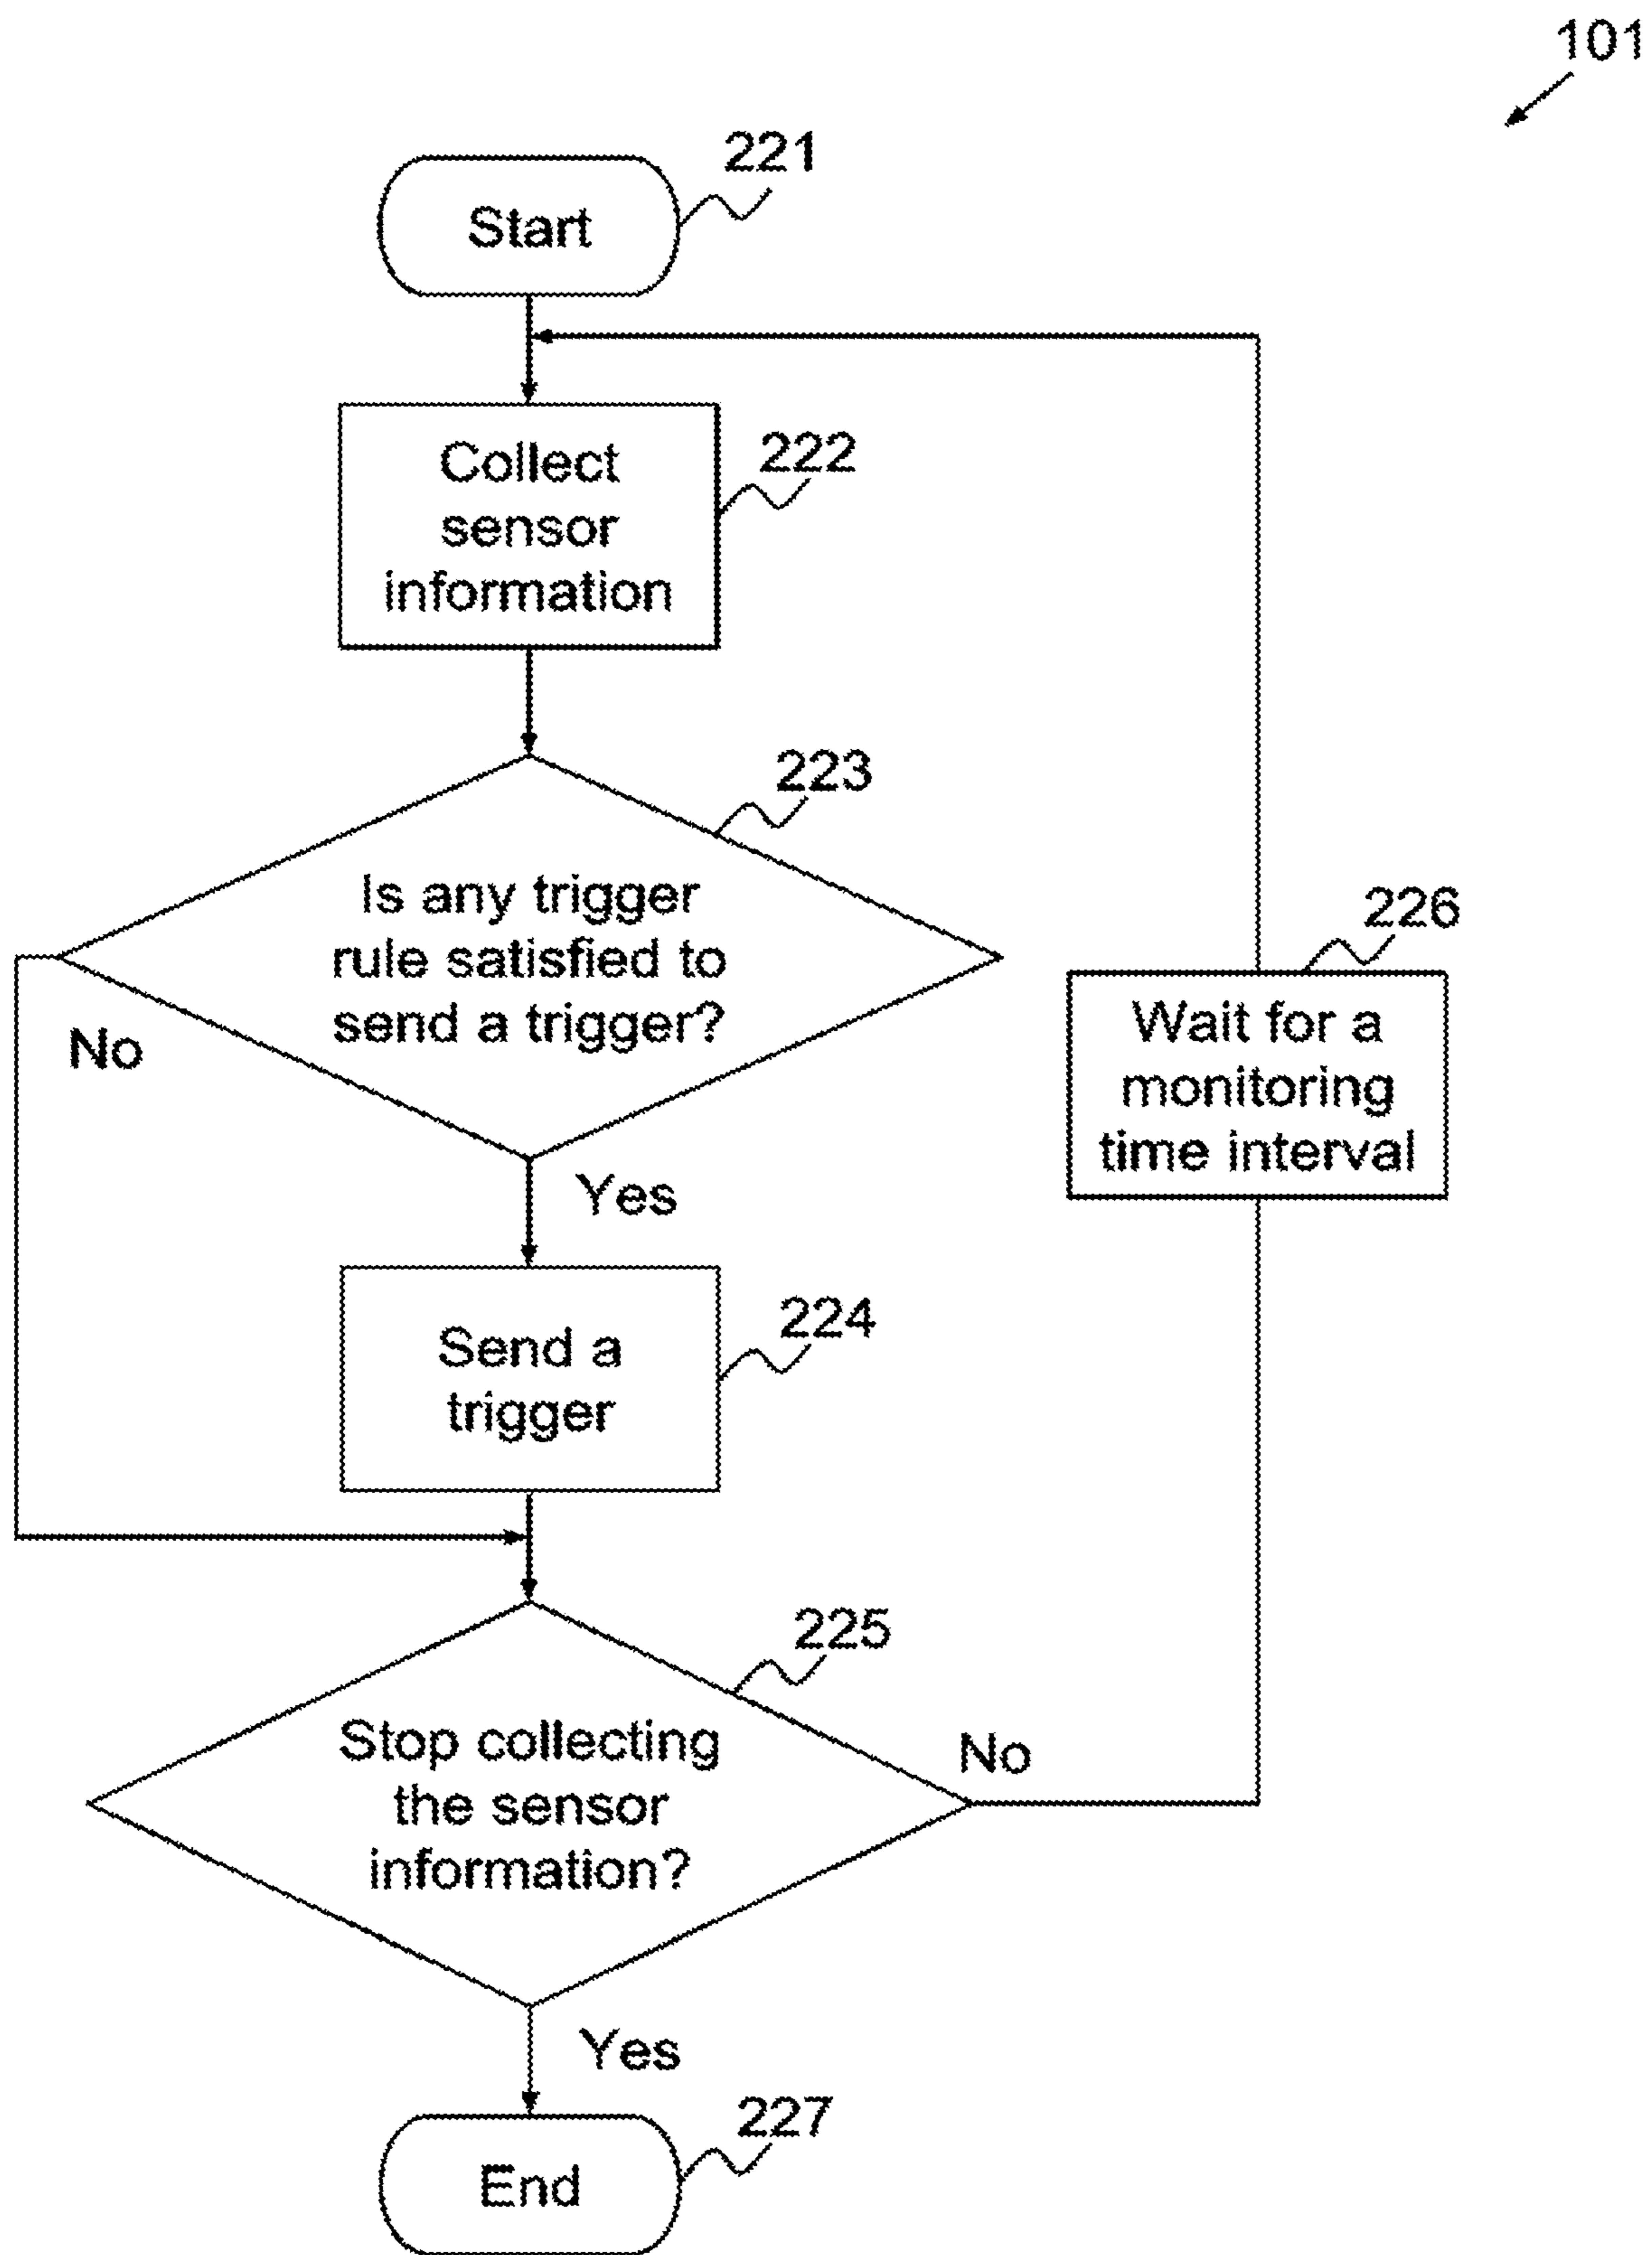 101
221
Start
222
Collect
sensor
information
223
Is any trigger
rule satisfied to
send a trigger?
No
Yes
226
Wait for a
monitoring
time interval
224
Send a
trigger
225
Stop collecting
the sensor
information?
No
Yes
227
End